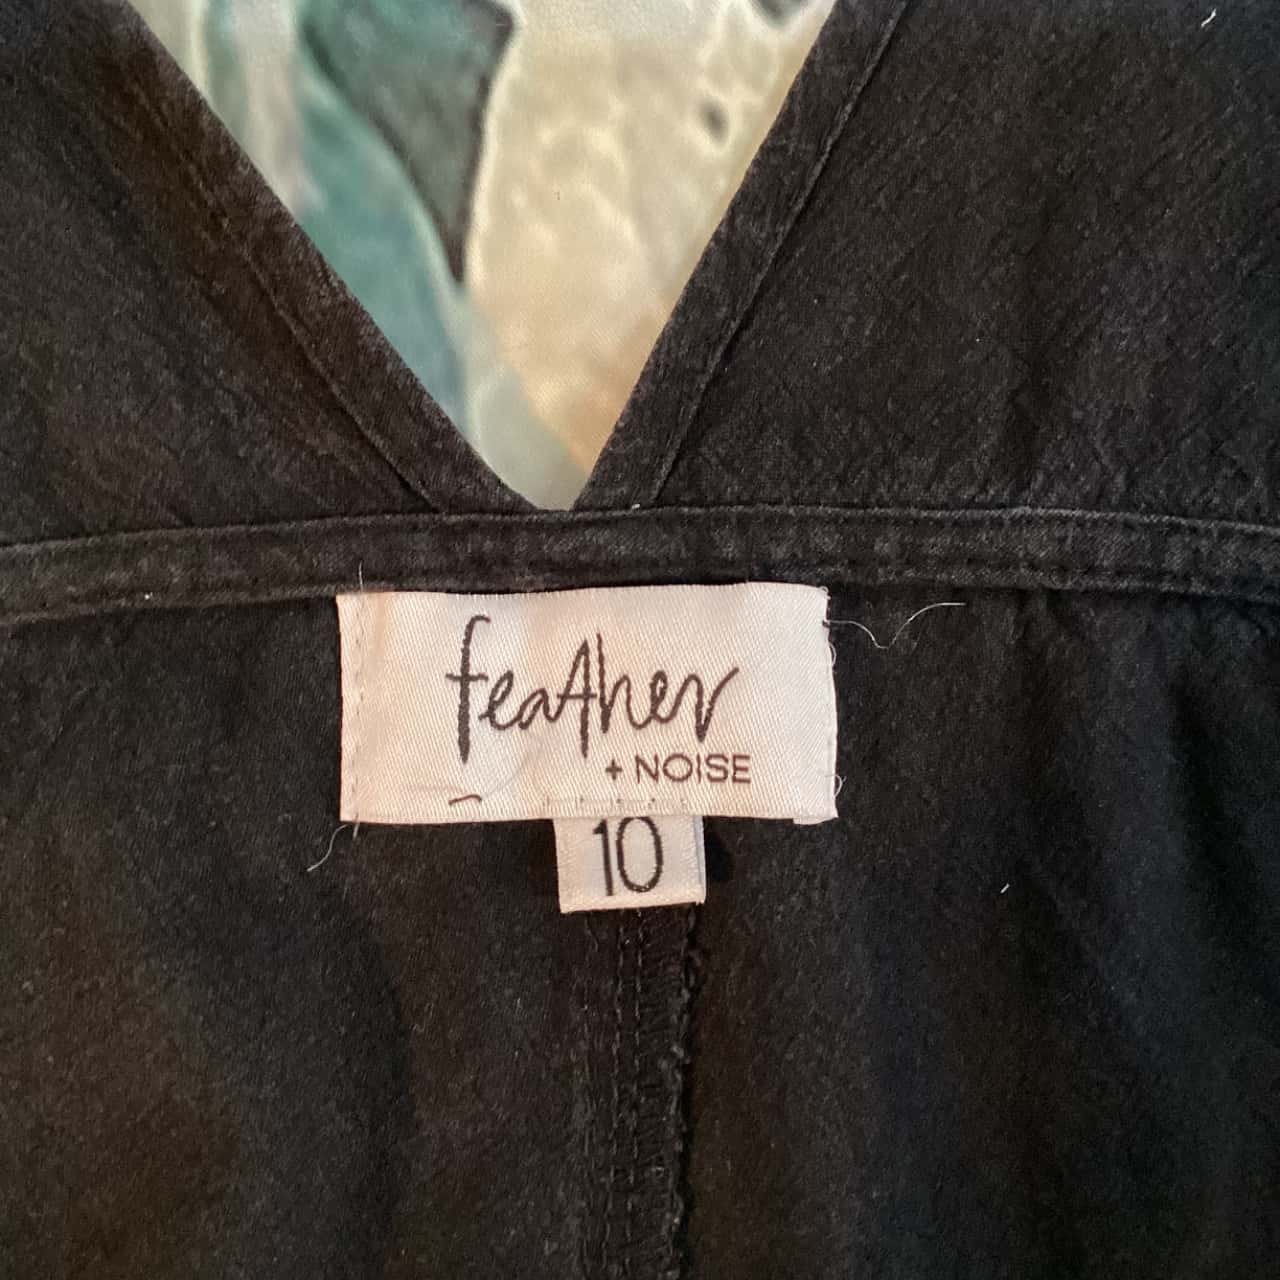 feather
+ NOISE
10